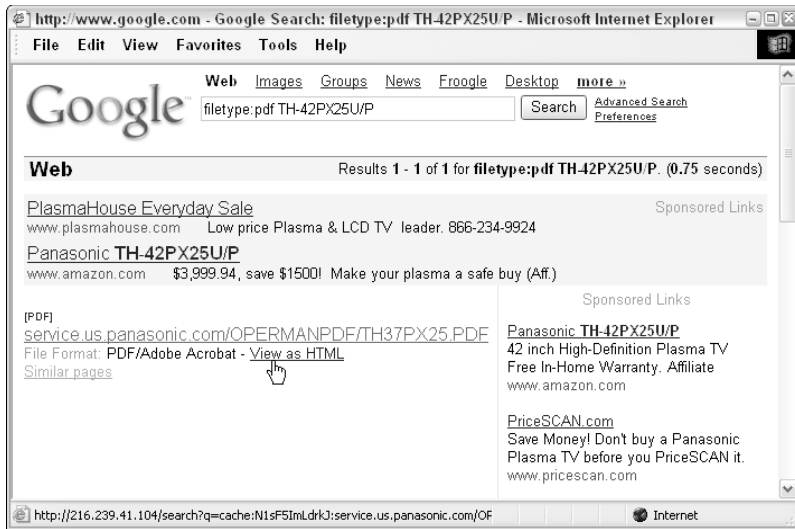 http://www.google.com - Google Search: filetype:pdf TH-42PX25U/P - Microsoft Internet Explorer
File Edit View Favorites Tools Help
Google
Web Images Groups News Froogle Desktop more »
filetype:pdf TH-42PX25U/P Search Advanced Search
Preferences
Web Results 1 - 1 of 1 for filetype:pdf TH-42PX25U/P. (0.75 seconds)
PlasmaHouse Everyday Sale Sponsored Links
www.plasmahouse.com Low price Plasma & LCD TV leader. 866-234-9924
Panasonic TH-42PX25U/P
www.amazon.com $3,999.94, save $1500! Make your plasma a safe buy (Aff.)
[PDF]
service.us.panasonic.com/OPERMANPDF/TH37PX25.PDF
File Format: PDF/Adobe Acrobat - View as HTML
Similar pages
Sponsored Links
Panasonic TH-42PX25U/P
42 inch High-Definition Plasma TV
Free In-Home Warranty. Affiliate
www.amazon.com
PriceSCAN.com
Save Money! Don't buy a Panasonic
Plasma TV before you PriceSCAN it.
www.pricescan.com
http://216.239.41.104/search?q=cache:N1sF5ImLdrkJ:service.us.panasonic.com/OF Internet